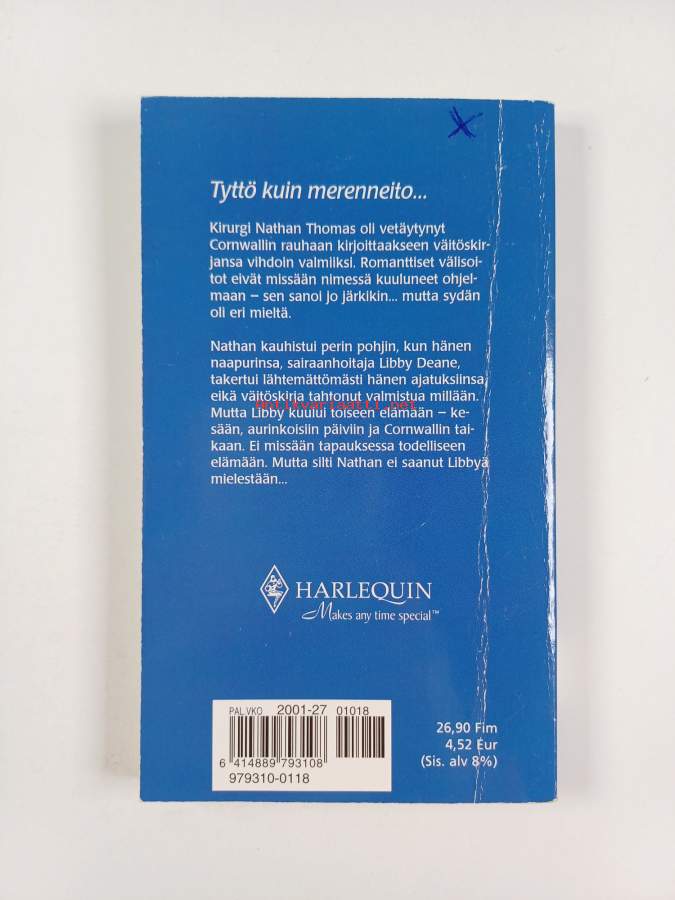 Tyttö kuin merenneito...
Kirurgi Nathan Thomas oli vetäytynyt
Cornwallin rauhaan kirjoittaakseen väitöskir-
jansa vihdoin valmiiksi. Romanttiset välisoi-
tot eivät missään nimessä kuuluneet ohjel-
maan – sen sanoi jo järkikin... mutta sydän
oli eri mieltä.
Nathan kauhistui perin pohjin, kun hänen
naapurinsa, sairaanhoitaja Libby Deane,
takertui lähtemättömästi hänen ajatuksiinsa,
eikä väitöskirja tahtonut valmistua millään.
Antikvariaatti.net
Mutta Libby kuului toiseen elämään – ke-
sään, aurinkoisiin päiviin ja Cornwallin tai-
kaan. Ei missään tapauksessa todelliseen
elämään. Mutta silti Nathan ei saanut Libbyä
mielestään...
HARLEQUIN
Makes any time special™
PAL.VKO 2001-27 01018
6 414889 793108
979310-0118
26,90 Fim
4,52 Eur
(Sis. alv 8%)